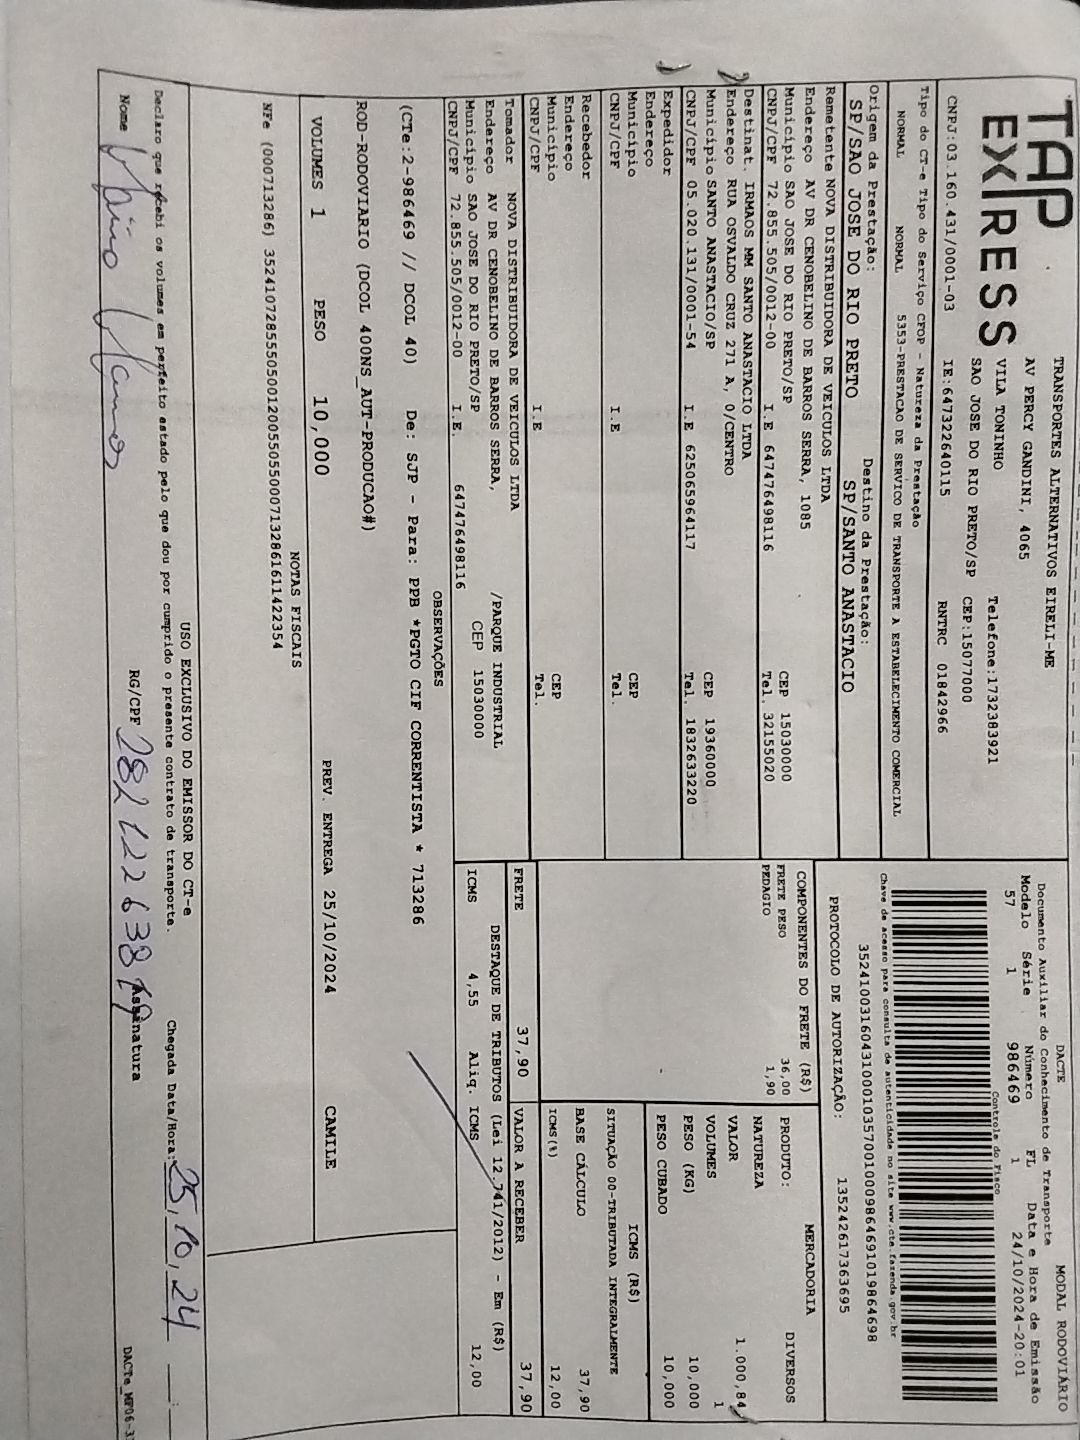 TAP EXPRESS
TRANSPORTES ALTERNATIVOS EIRELI-ME
AV PERCY GANDINI, 4065
VILA TONINHO Telefone:1732383921
SAO JOSE DO RIO PRETO/SP CEP:15077000
CNPJ:03.160.431/0001-03 IE:647322640115 RNTRC 01842966
Tipo do CT-e Tipo do Serviço CFOP - Natureza da Prestação
NORMAL NORMAL 5353-PRESTACAO DE SERVICO DE TRANSPORTE A ESTABELECIMENTO COMERCIAL
Origem da Prestação: Destino da Prestação:
SP/SAO JOSE DO RIO PRETO SP/SANTO ANASTACIO
DACTE MODAL RODOVIÁRIO
Documento Auxiliar do Conhecimento de Transporte
Modelo Série Número FL Data e Hora de Emissão
57 1 986469 1 24/10/2024-20:01
Controle do Fisco
Chave de acesso para consulta de autenticidade no site www.cte.fazenda.gov.br
35241003160431000103570010009864691019864698
PROTOCOLO DE AUTORIZAÇÃO: 135242617363695
Remetente NOVA DISTRIBUIDORA DE VEICULOS LTDA
Endereço AV DR CENOBELINO DE BARROS SERRA, 1085
Município SAO JOSE DO RIO PRETO/SP CEP 15030000
CNPJ/CPF 72.855.505/0012-00 I.E 647476498116 Tel. 32155020
Destinat. IRMAOS MM SANTO ANASTACIO LTDA
Endereço RUA OSVALDO CRUZ 271 A, 0/CENTRO
Município SANTO ANASTACIO/SP CEP 19360000
CNPJ/CPF 05.020.131/0001-54 I.E 625065964117 Tel. 1832633220
Expedidor
Endereço
Município CEP
CNPJ/CPF I.E Tel.
Recebedor
Endereço
Município CEP
CNPJ/CPF I.E Tel.
Tomador NOVA DISTRIBUIDORA DE VEICULOS LTDA
Endereço AV DR CENOBELINO DE BARROS SERRA, /PARQUE INDUSTRIAL
Município SAO JOSE DO RIO PRETO/SP CEP 15030000
CNPJ/CPF 72.855.505/0012-00 I.E. 647476498116
COMPONENTES DO FRETE (R$)
FRETE PESO 36,00
PEDAGIO 1,90
MERCADORIA
PRODUTO: DIVERSOS
NATUREZA
VALOR 1.000,84
VOLUMES 1
PESO (KG) 10,000
PESO CUBADO 10,000
ICMS (R$)
SITUAÇÃO 00-TRIBUTADA INTEGRALMENTE
BASE CÁLCULO 37,90
ICMS(%) 12,00
FRETE 37,90 VALOR A RECEBER 37,90
DESTAQUE DE TRIBUTOS (Lei 12.741/2012) - Em (R$)
ICMS 4,55 Aliq. ICMS 12,00
OBSERVAÇÕES
(CTe:2-986469 // DCOL 40) De: SJP - Para: PPB *PGTO CIF CORRENTISTA * 713286
ROD-RODOVIARIO (DCOL 400NS_AUT-PRODUCAO#)
VOLUMES 1 PESO 10,000 PREV. ENTREGA 25/10/2024 CAMILE
NOTAS FISCAIS
NFe (000713286) 35241072855505001200550550007132861611422354
USO EXCLUSIVO DO EMISSOR DO CT-e
Declaro que recebi os volumes em perfeito estado pelo que dou por cumprido o presente contrato de transporte. Chegada Data/Hora: 25,10,24 __:
Nome RG/CPF Assinatura